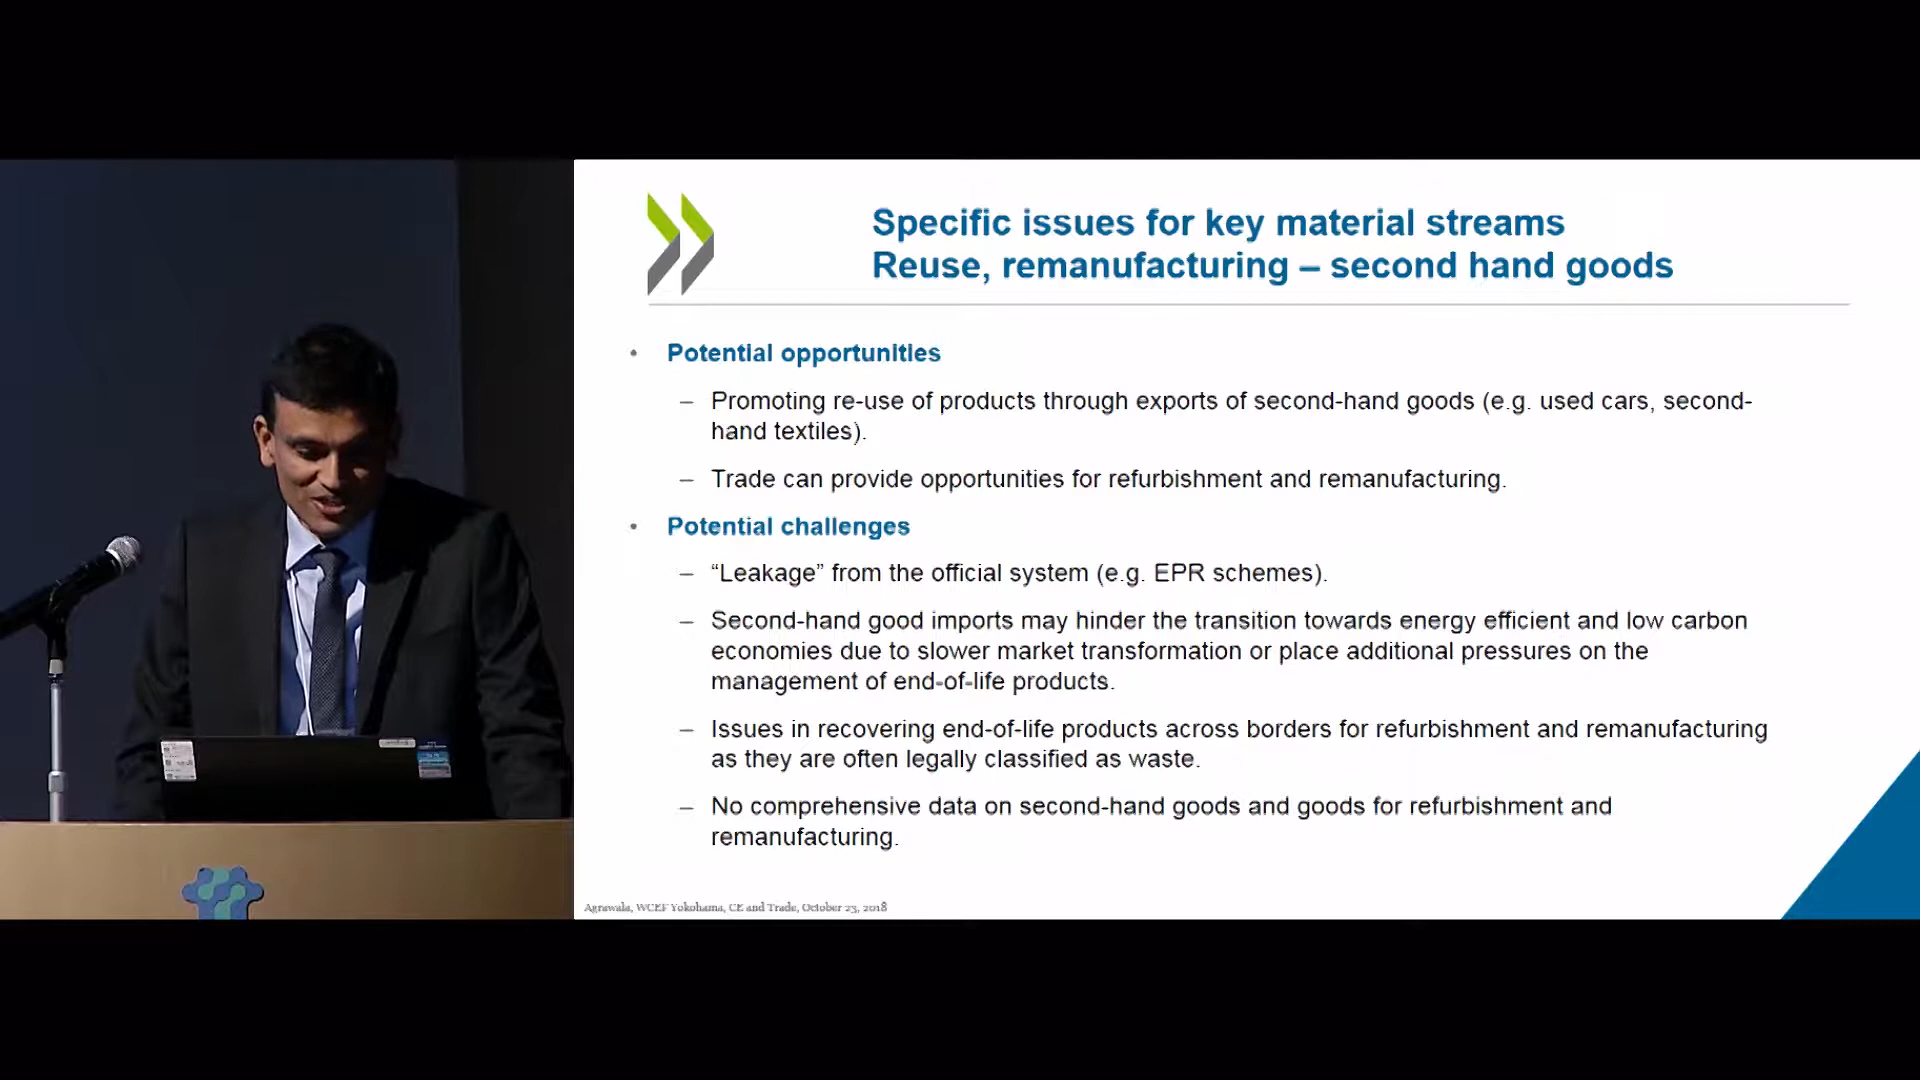 Specific issues for key material streams
Reuse, remanufacturing – second hand goods
• Potential opportunities
– Promoting re-use of products through exports of second-hand goods (e.g. used cars, second-
hand textiles).
– Trade can provide opportunities for refurbishment and remanufacturing.
• Potential challenges
– “Leakage” from the official system (e.g. EPR schemes).
– Second-hand good imports may hinder the transition towards energy efficient and low carbon
economies due to slower market transformation or place additional pressures on the
management of end-of-life products.
– Issues in recovering end-of-life products across borders for refurbishment and remanufacturing
as they are often legally classified as waste.
– No comprehensive data on second-hand goods and goods for refurbishment and
remanufacturing.
Agrawala, WCEF Yokohama, CE and Trade, October 23, 2018